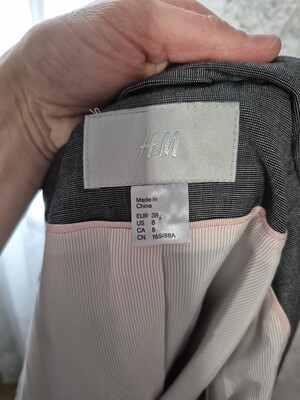 H&M
Made in
China
EUR 38
US 8
CA 8
CN 165/88A